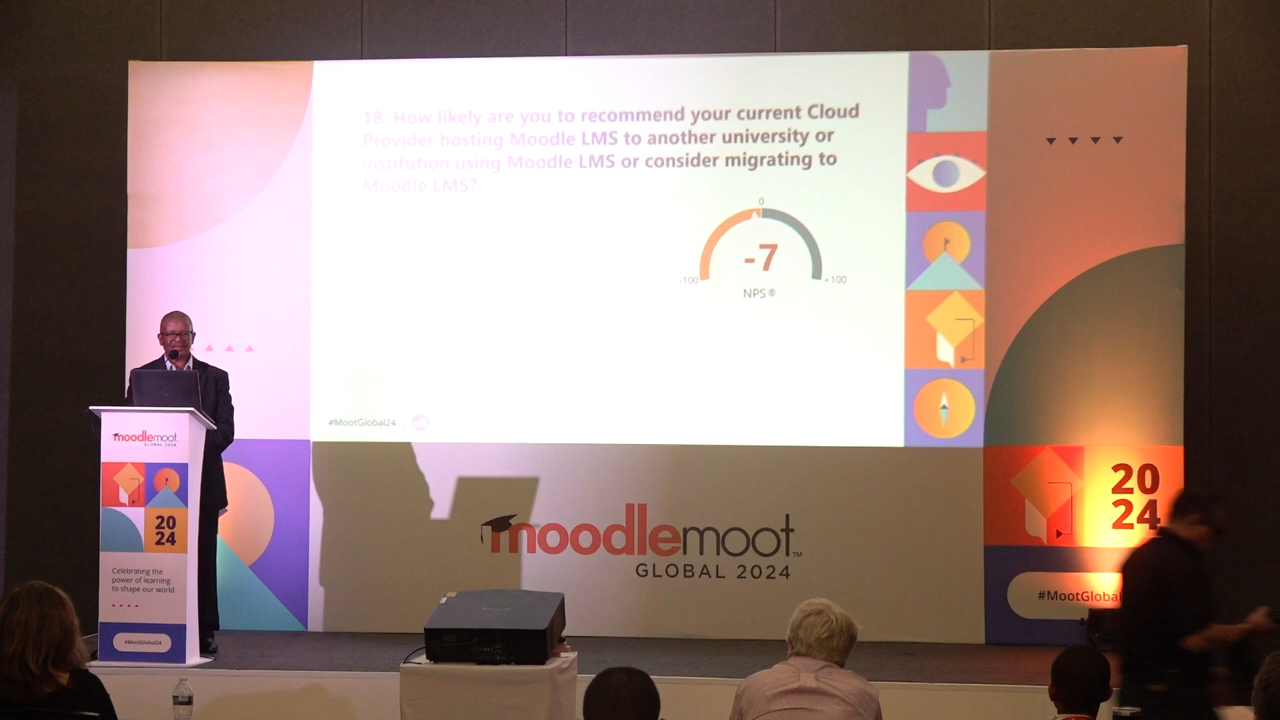 18. How likely are you to recommend your current Cloud
Provider hosting Moodle LMS to another university or
institution using Moodle LMS or consider migrating to
Moodle LMS?
0
-7
-100
+100
NPS®
#MootGlobal24
moodlemoot
GLOBAL 2024
20
24
Celebrating the
power of learning
to shape our world
#MootGlobal24
moodlemoot™
GLOBAL 2024
20
24
#MootGlobal